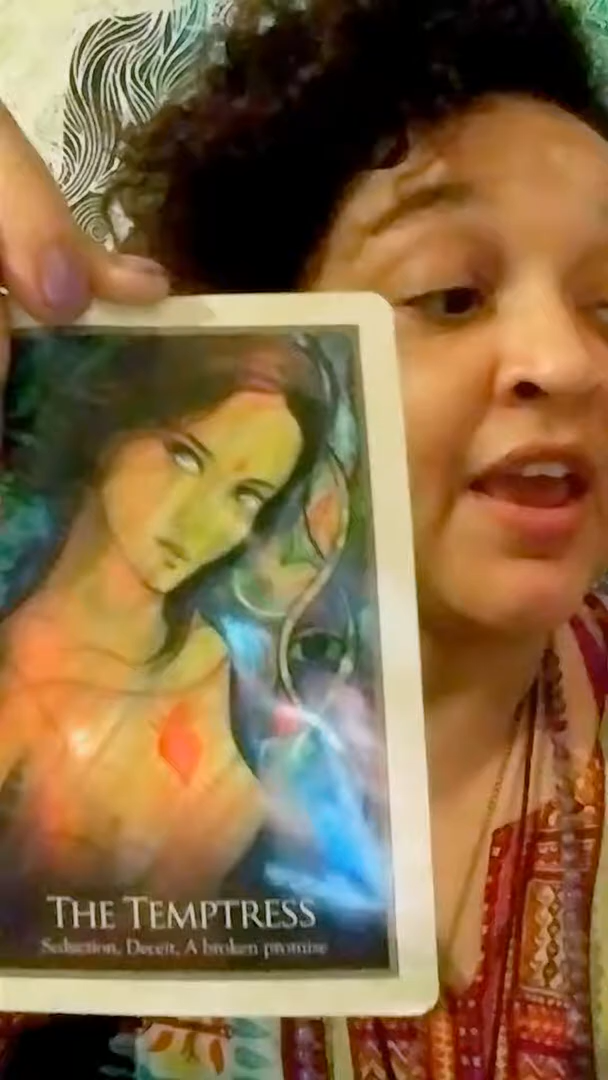 THE TEMPTRESS
Seduction, Deceit, A broken promise